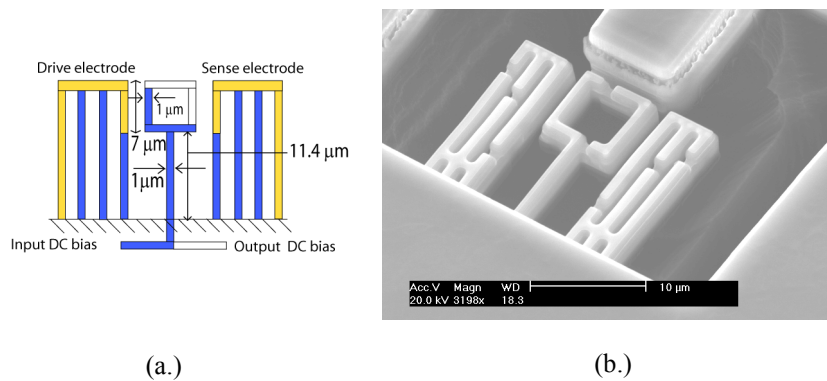 Drive electrode
Sense electrode
1 μm
7 μm
11.4 μm
1μm
Input DC bias
Output DC bias
Acc.V Magn WD 10 μm
20.0 kV 3198x 18.3
(a.)
(b.)